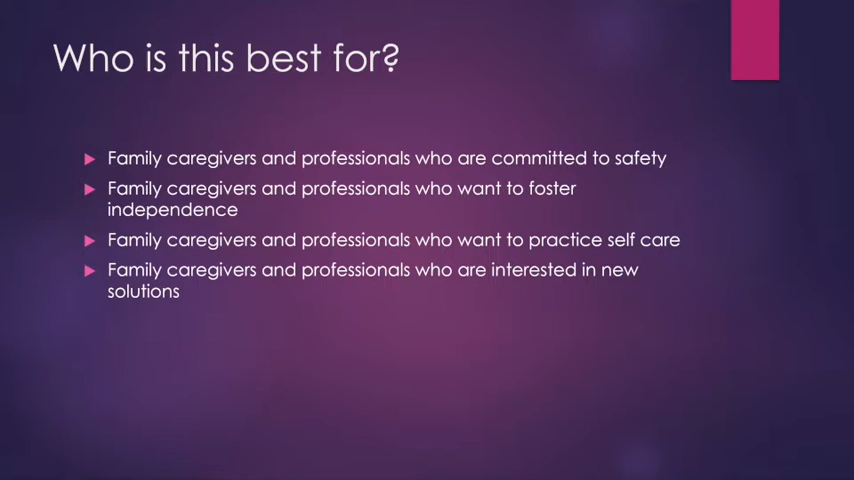 Who is this best for?
Family caregivers and professionals who are committed to safety
Family caregivers and professionals who want to foster
independence
Family caregivers and professionals who want to practice self care
Family caregivers and professionals who are interested in new
solutions